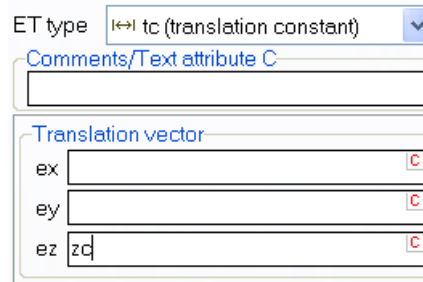 ET type tc (translation constant)
Comments/Text attribute C
Translation vector
ex C
ey C
ez zc C